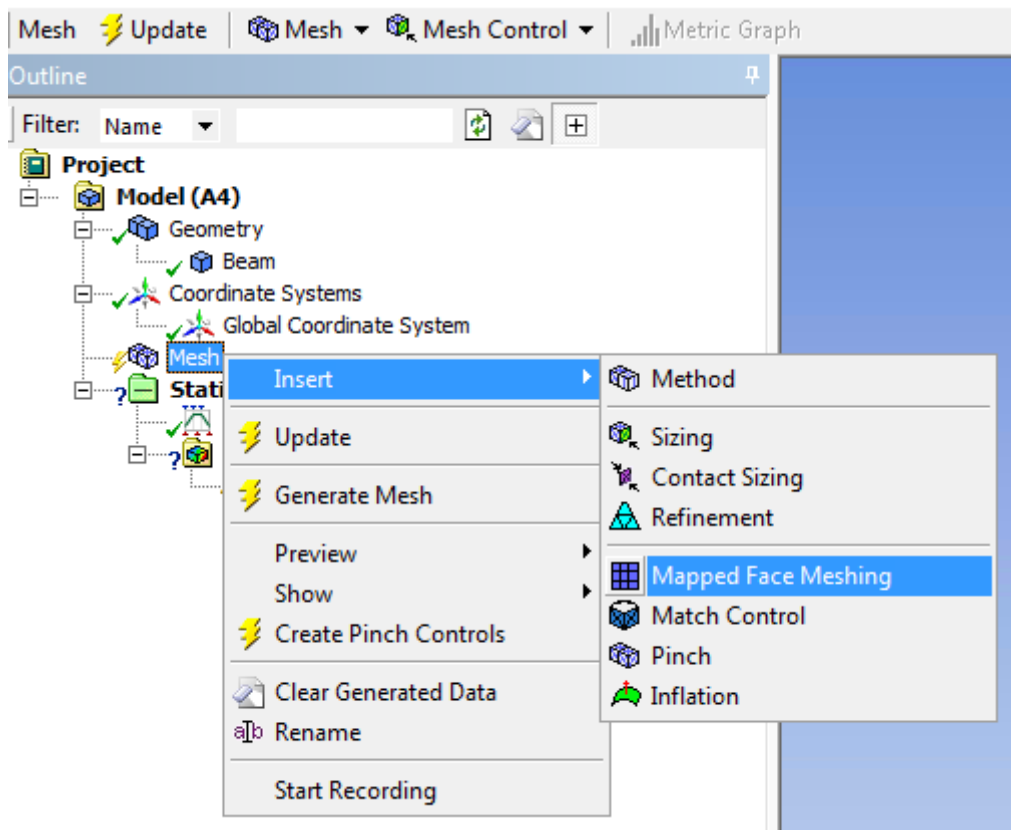 Mesh Update Mesh Mesh Control Metric Graph
Outline
Filter: Name
Project
Model (A4)
Geometry
Beam
Coordinate Systems
Global Coordinate System
Mesh
Stati
Insert
Update
Generate Mesh
Preview
Show
Create Pinch Controls
Clear Generated Data
a b Rename
Start Recording
Method
Sizing
Contact Sizing
Refinement
Mapped Face Meshing
Match Control
Pinch
Inflation